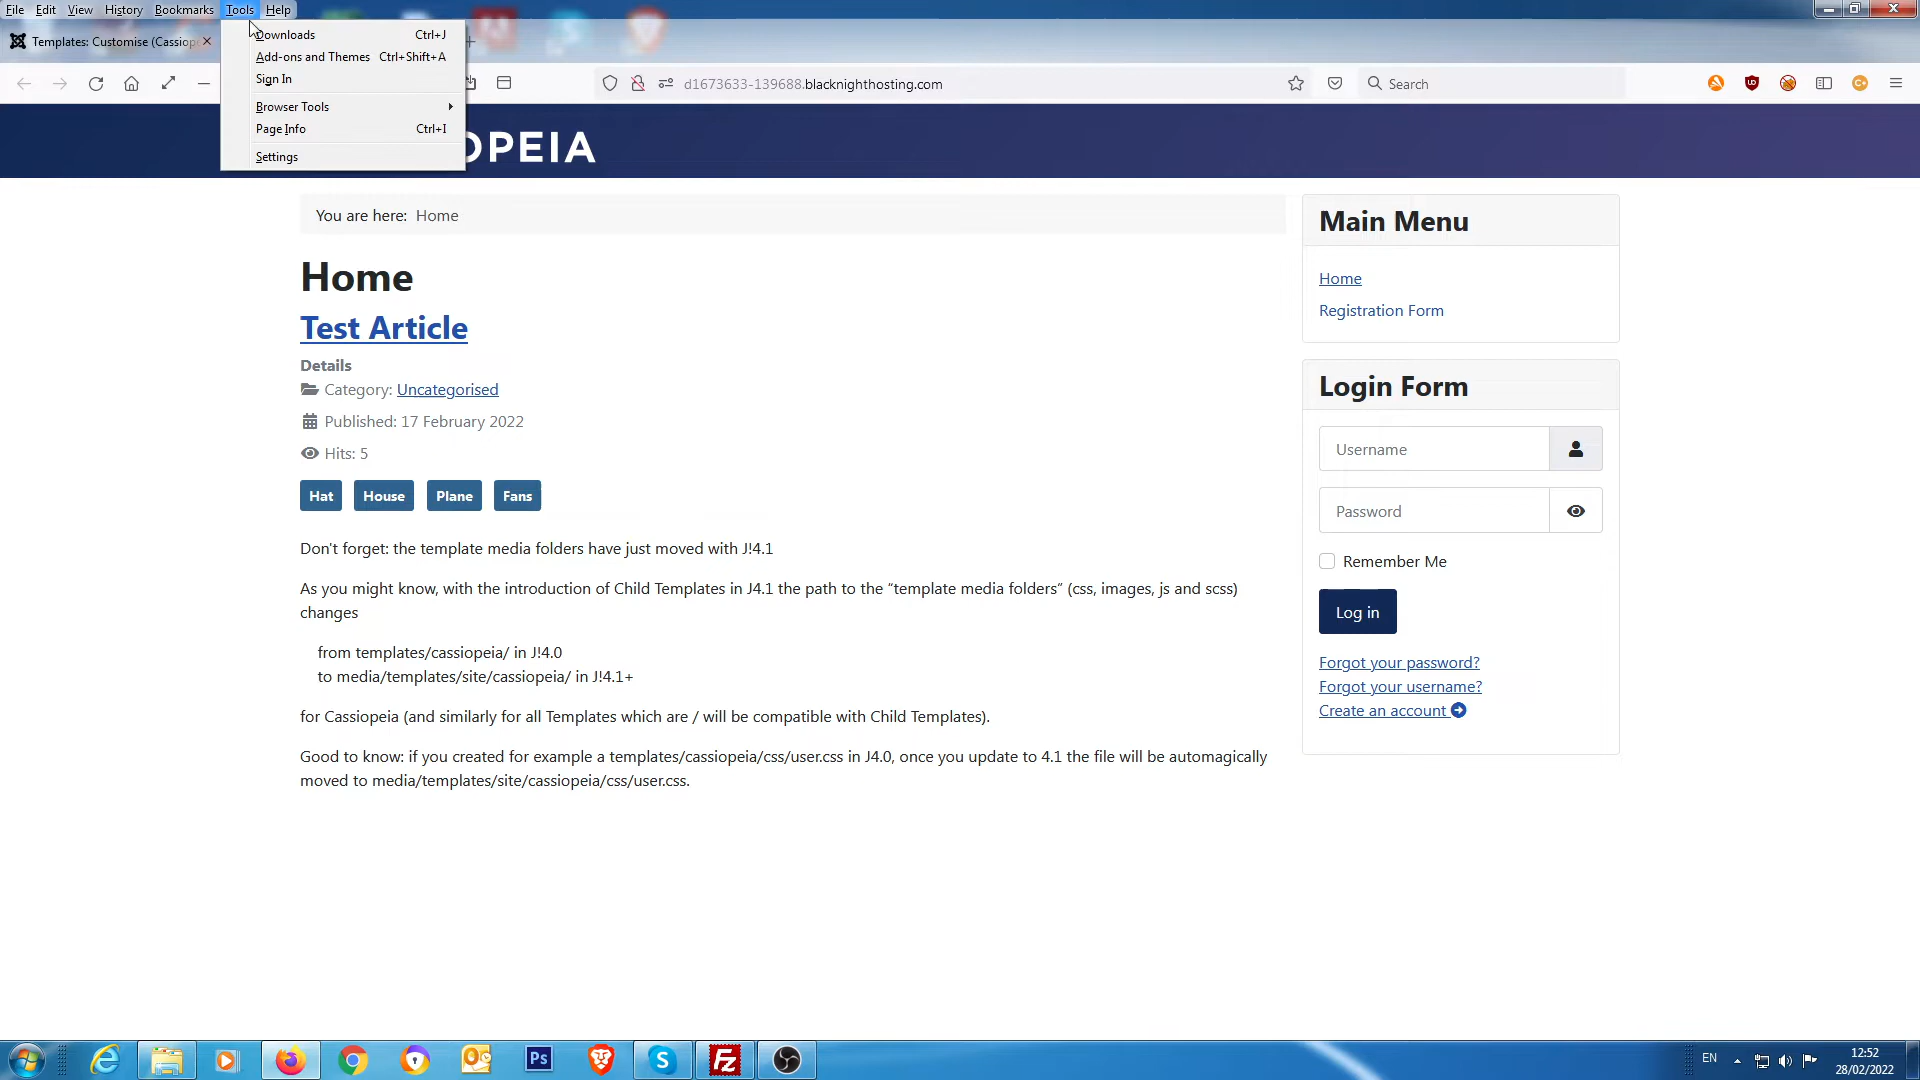 File Edit View History Bookmarks Tools Help
Templates: Customise (Cassiop
Downloads Ctrl+J
Add-ons and Themes Ctrl+Shift+A
Sign In
Browser Tools
Page Info Ctrl+I
Settings
d1673633-139688.blacknighthosting.com
Search
OPEIA
You are here: Home
Home
Test Article
Details
Category: Uncategorised
Published: 17 February 2022
Hits: 5
Hat House Plane Fans
Don't forget: the template media folders have just moved with J!4.1
As you might know, with the introduction of Child Templates in J4.1 the path to the “template media folders” (css, images, js and scss)
changes
from templates/cassiopeia/ in J!4.0
to media/templates/site/cassiopeia/ in J!4.1+
for Cassiopeia (and similarly for all Templates which are / will be compatible with Child Templates).
Good to know: if you created for example a templates/cassiopeia/css/user.css in J4.0, once you update to 4.1 the file will be automagically
moved to media/templates/site/cassiopeia/css/user.css.
Main Menu
Home
Registration Form
Login Form
Username
Password
Remember Me
Log in
Forgot your password?
Forgot your username?
Create an account
Ps
EN
12:52
28/02/2022